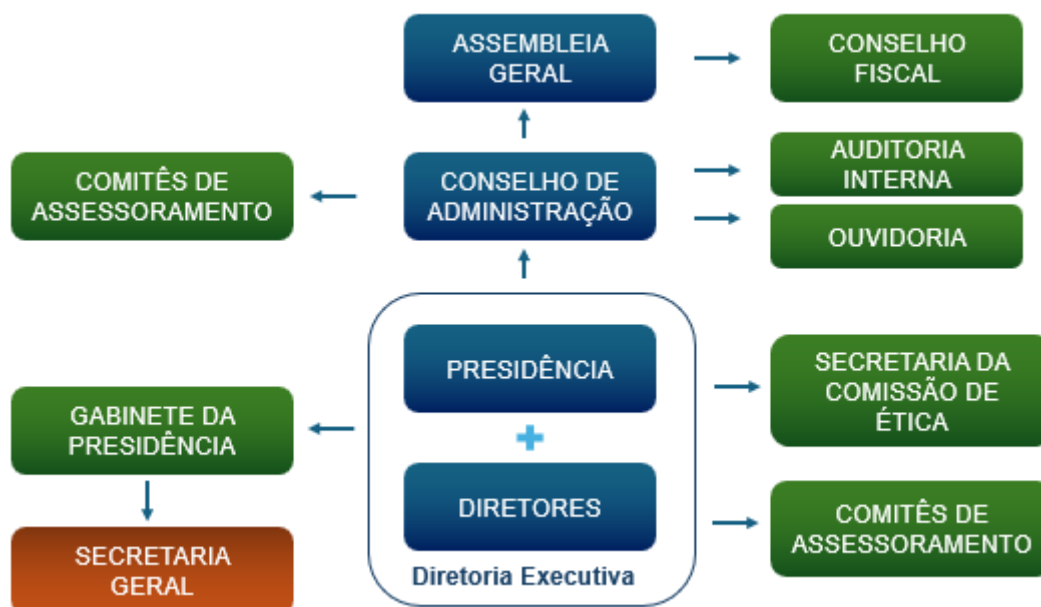 ASSEMBLEIA
GERAL
CONSELHO
FISCAL
COMITÊS DE
ASSESSORAMENTO
CONSELHO DE
ADMINISTRAÇÃO
AUDITORIA
INTERNA
OUVIDORIA
PRESIDÊNCIA
SECRETARIA DA
COMISSÃO DE
ÉTICA
GABINETE DA
PRESIDÊNCIA
DIRETORES
COMITÊS DE
ASSESSORAMENTO
SECRETARIA
GERAL
Diretoria Executiva